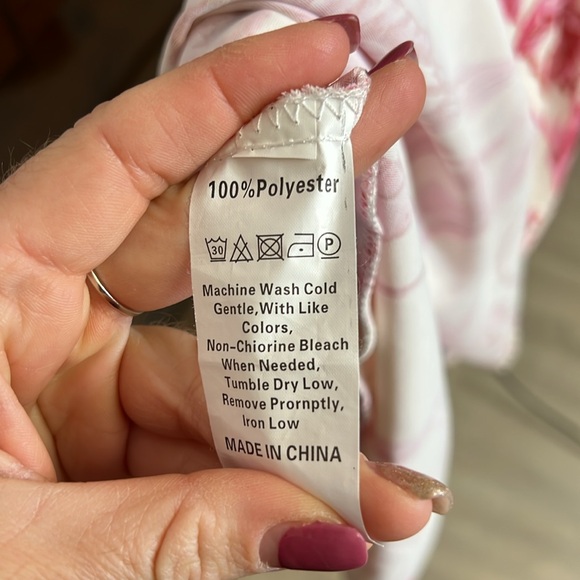 100%Polyester
30 P
Machine Wash Cold
Gentle,With Like
Colors,
Non-Chiorine Bleach
When Needed,
Tumble Dry Low,
Remove Prornptly,
Iron Low
MADE IN CHINA